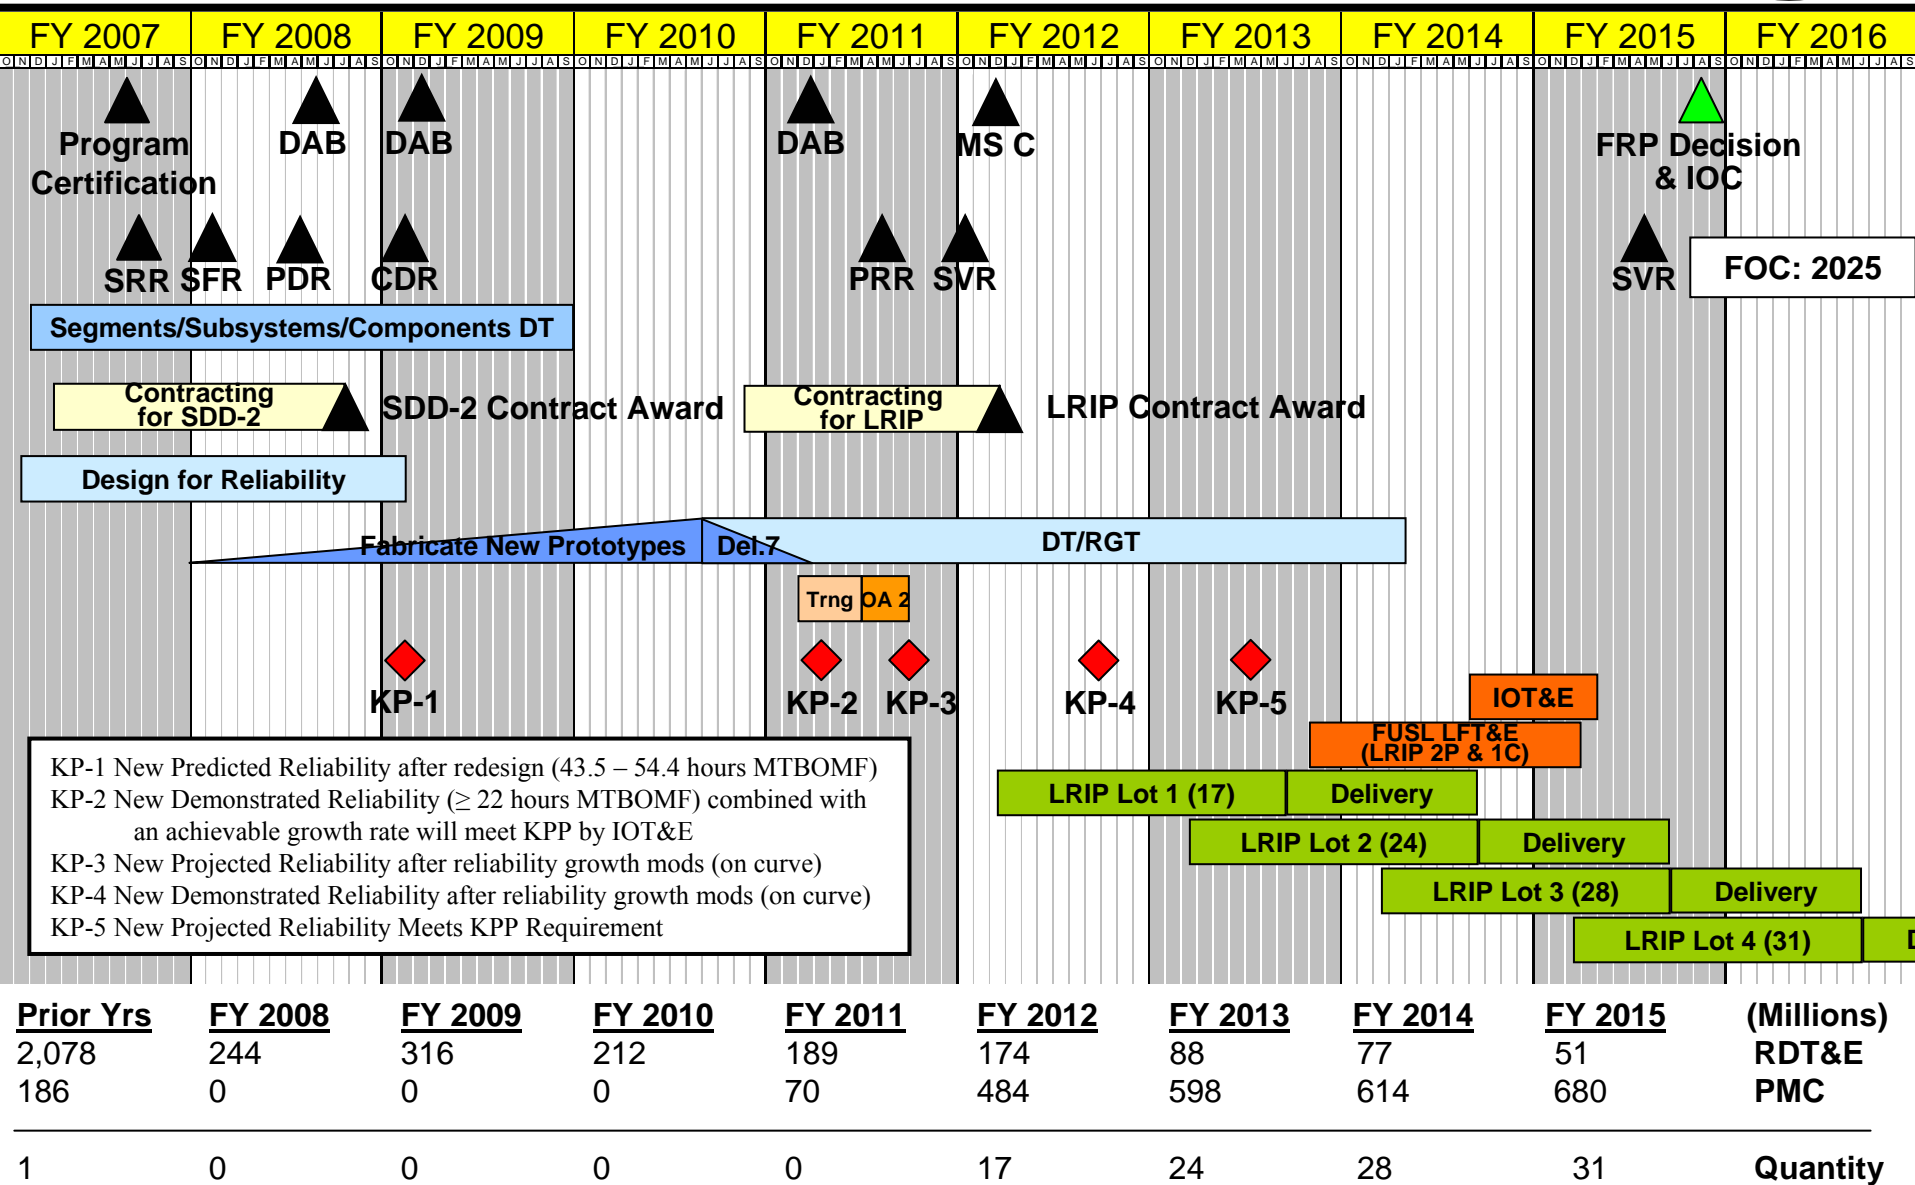 FY 2007 FY 2008 FY 2009 FY 2010 FY 2011 FY 2012 FY 2013 FY 2014 FY 2015 FY 2016
O N D J F M A M J J A S O N D J F M A M J J A S O N D J F M A M J J A S O N D J F M A M J J A S O N D J F M A M J J A S O N D J F M A M J J A S O N D J F M A M J J A S O N D J F M A M J J A S O N D J F M A M J J A S O N D J F M A M J J A S
Program
Certification
DAB
DAB
DAB
MS C
FRP Decision
& IOC
SRR SFR PDR CDR PRR SVR SVR
FOC: 2025
Segments/Subsystems/Components DT
Contracting
for SDD-2
SDD-2 Contract Award
Contracting
for LRIP
LRIP Contract Award
Design for Reliability
Fabricate New Prototypes Del.7 DT/RGT
Trng OA 2
KP-1 KP-2 KP-3 KP-4 KP-5
IOT&E
FUSL LFT&E
(LRIP 2P & 1C)
LRIP Lot 1 (17) Delivery
LRIP Lot 2 (24) Delivery
LRIP Lot 3 (28) Delivery
LRIP Lot 4 (31)
KP-1 New Predicted Reliability after redesign (43.5 – 54.4 hours MTBOMF)
KP-2 New Demonstrated Reliability (≥ 22 hours MTBOMF) combined with
an achievable growth rate will meet KPP by IOT&E
KP-3 New Projected Reliability after reliability growth mods (on curve)
KP-4 New Demonstrated Reliability after reliability growth mods (on curve)
KP-5 New Projected Reliability Meets KPP Requirement
Prior Yrs FY 2008 FY 2009 FY 2010 FY 2011 FY 2012 FY 2013 FY 2014 FY 2015 (Millions)
2,078 244 316 212 189 174 88 77 51 RDT&E
186 0 0 0 70 484 598 614 680 PMC
1 0 0 0 0 17 24 28 31 Quantity